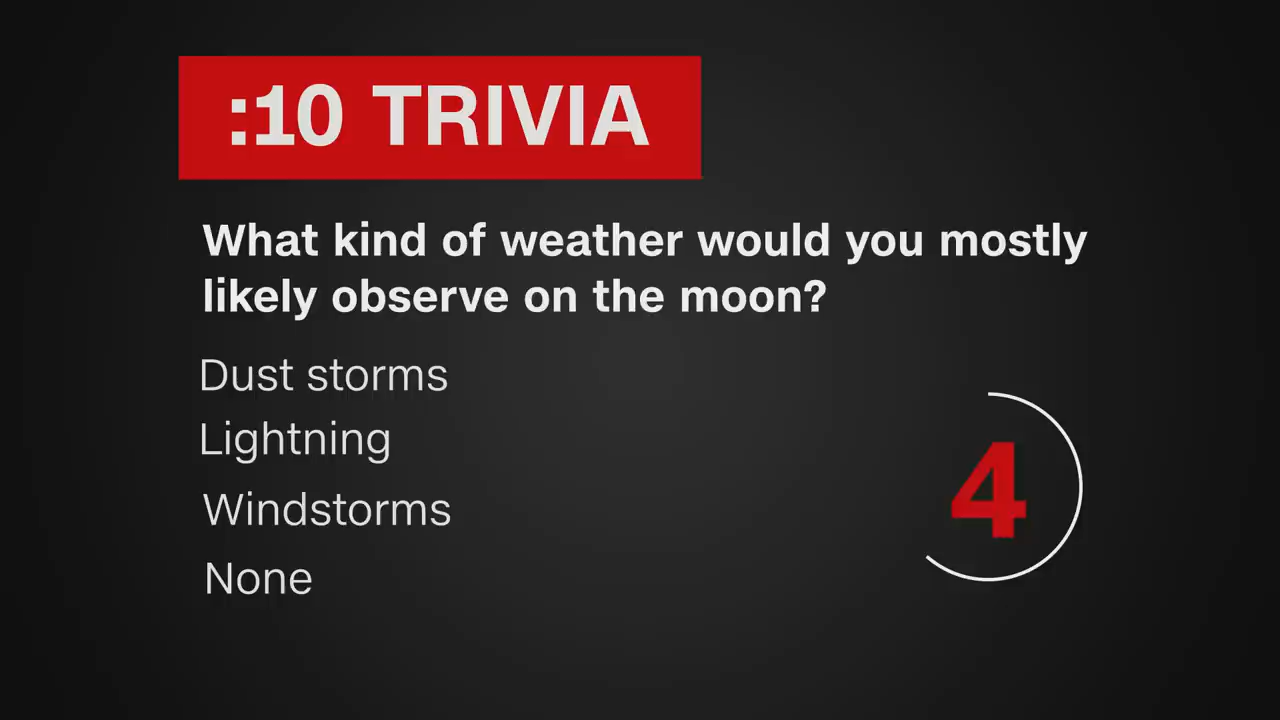 :10 TRIVIA
What kind of weather would you mostly
likely observe on the moon?
Dust storms
Lightning
Windstorms
None
4